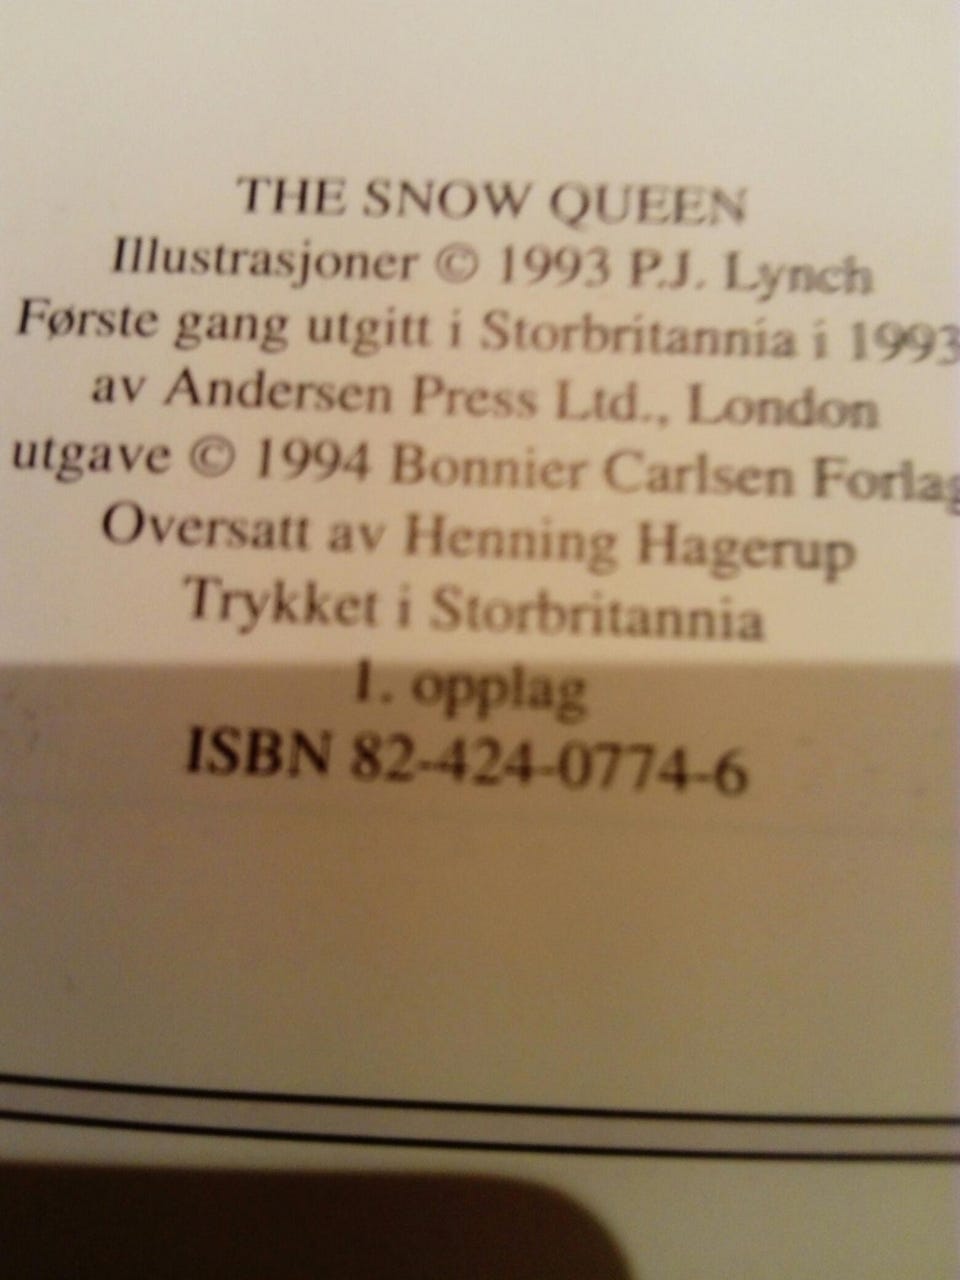 THE SNOW QUEEN
Illustrasjoner © 1993 P.J. Lynch
Første gang utgitt i Storbritannia i 1993
av Andersen Press Ltd., London
utgave © 1994 Bonnier Carlsen Forlag
Oversatt av Henning Hagerup
Trykket i Storbritannia
1. opplag
ISBN 82-424-0774-6